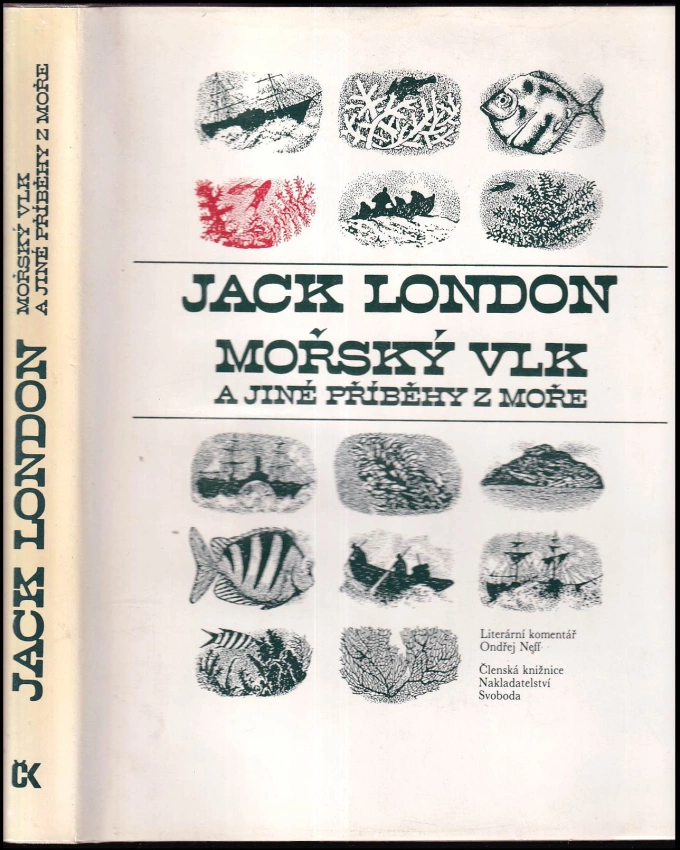 JACK LONDON
MOŘSKÝ VLK
A JINÉ PŘÍBĚHY Z MOŘE
Literární komentář
Ondřej Neff
Členská knižnice
Nakladatelství
Svoboda
JACK LONDON
MOŘSKÝ VLK
A JINÉ PŘÍBĚHY Z MOŘE
ČK